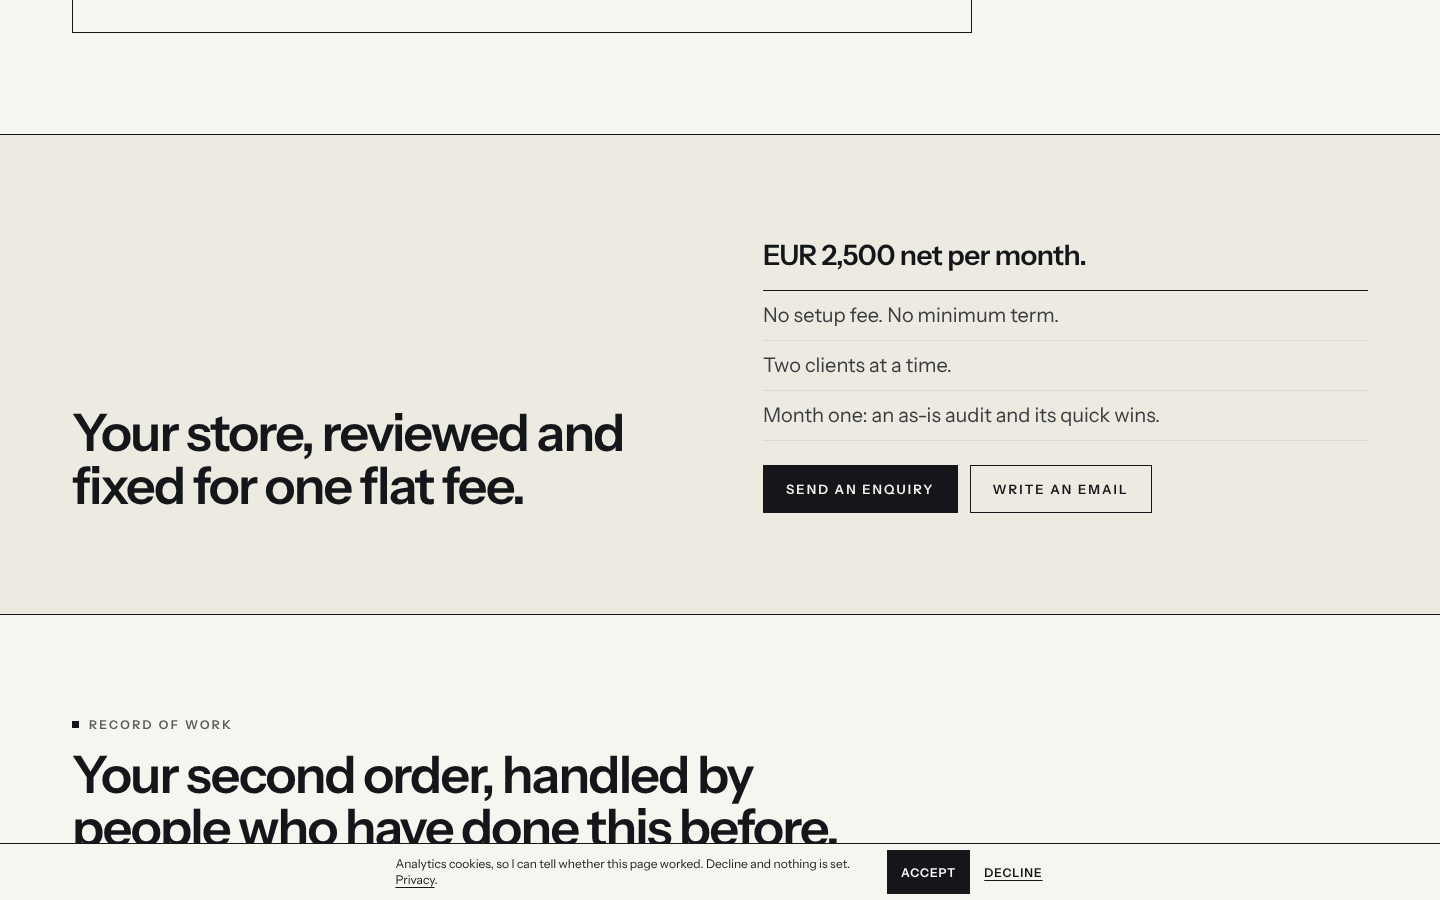 Your store, reviewed and
fixed for one flat fee.
EUR 2,500 net per month.
No setup fee. No minimum term.
Two clients at a time.
Month one: an as-is audit and its quick wins.
SEND AN ENQUIRY
WRITE AN EMAIL
RECORD OF WORK
Your second order, handled by
people who have done this before.
Analytics cookies, so I can tell whether this page worked. Decline and nothing is set.
Privacy.
ACCEPT
DECLINE